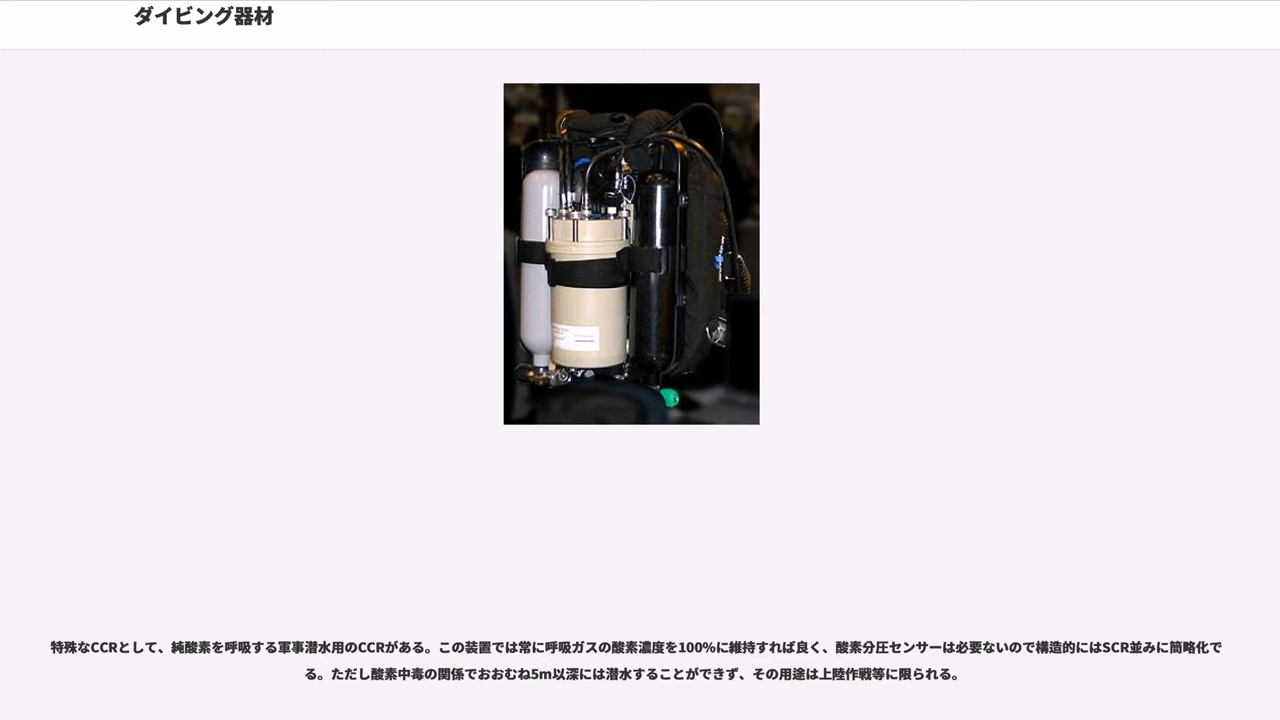 ダイビング器材
特殊なCCRとして、純酸素を呼吸する軍事潜水用のCCRがある。この装置では常に呼吸ガスの酸素濃度を100%に維持すれば良く、酸素分圧センサーは必要ないので構造的にはSCR並みに簡略化で
る。ただし酸素中毒の関係でおおむね5m以深には潜水することができず、その用途は上陸作戦等に限られる。